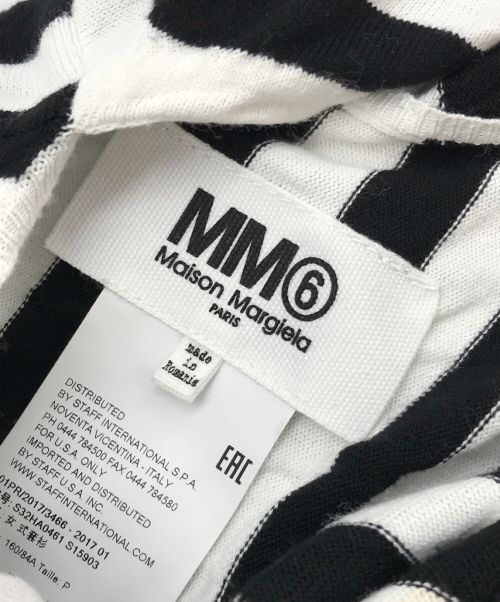 MM⑥
Maison Margiela
PARIS
made
in
Romania
DISTRIBUTED
BY STAFF INTERNATIONAL S.P.A.
NOVENTA VICENTINA - ITALY
PH 0444 784500 FAX 0444 784580
FOR U.S.A. ONLY:
IMPORTED AND DISTRIBUTED
BY STAFF U.S.A. INC.
WWW.STAFFINTERNATIONAL.COM
01PR/2017/3466 - 2017 01
号: S32HA0461 S15903
: 女式套衫
160/84A Taille: P
EAC